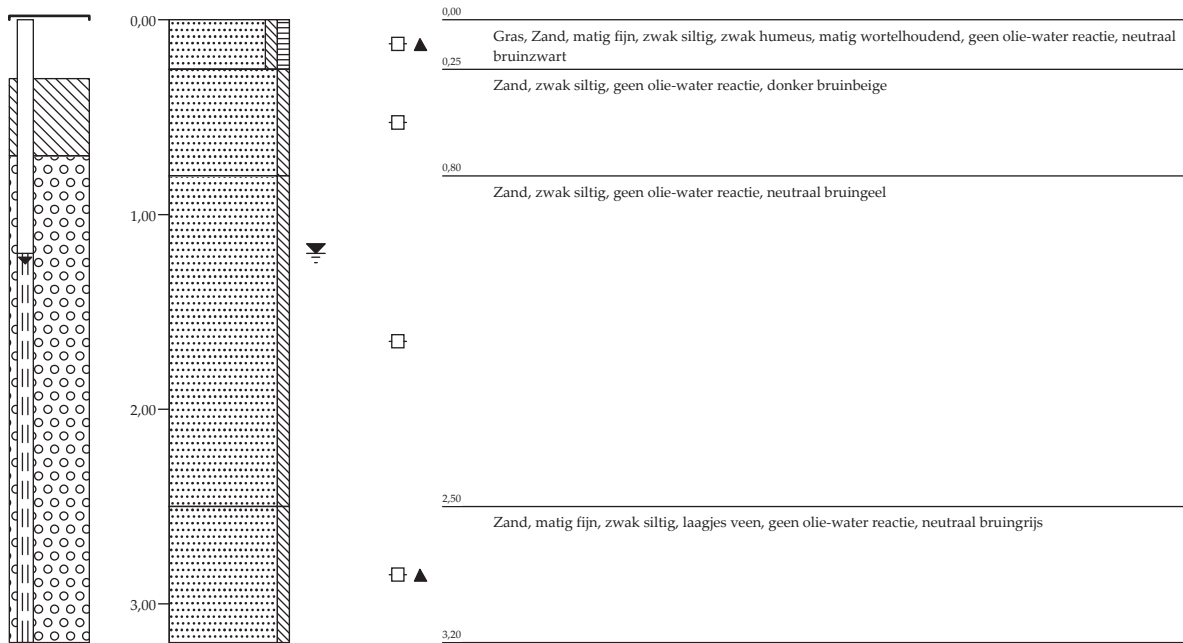 0,00
1,00
2,00
3,00
0,00
Gras, Zand, matig fijn, zwak siltig, zwak humeus, matig wortelhoudend, geen olie-water reactie, neutraal
bruinzwart
0,25
Zand, zwak siltig, geen olie-water reactie, donker bruinbeige
0,80
Zand, zwak siltig, geen olie-water reactie, neutraal bruingeel
2,50
Zand, matig fijn, zwak siltig, laagjes veen, geen olie-water reactie, neutraal bruingrijs
3,20